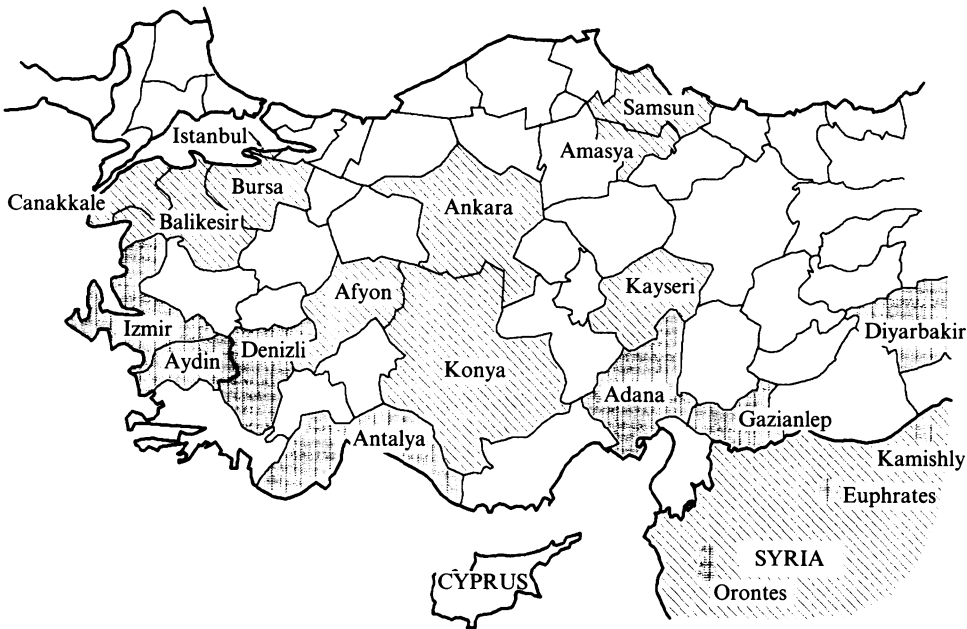 Samsun
Istanbul
Amasya
Bursa
Canakkale
Ankara
Balikesir
Afyon
Kayseri
Izmir
Diyarbakir
Denizli
Aydin
Konya
Adana
Gazianlep
Antalya
Kamishly
Euphrates
SYRIA
CYPRUS
Orontes